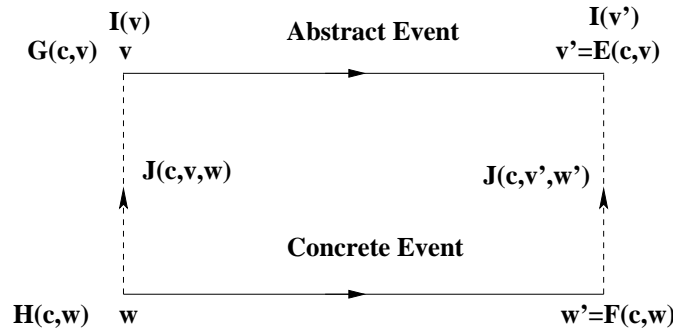 I(v)
I(v’)
Abstract Event
G(c,v) v
v’=E(c,v)
J(c,v,w)
J(c,v’,w’)
Concrete Event
H(c,w) w
w’=F(c,w)